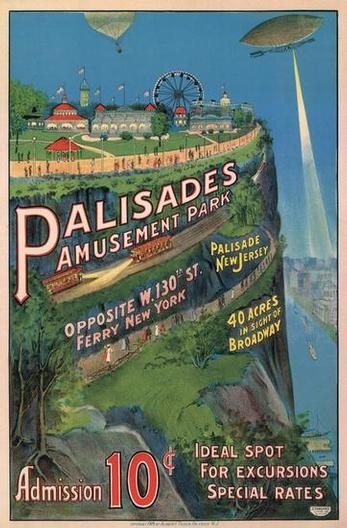 PALISADES
AMUSEMENT PARK
PALISADE
NEW JERSEY
OPPOSITE W. 130TH ST.
FERRY NEW YORK
40 ACRES
IN SIGHT OF
BROADWAY
Admission 10¢
IDEAL SPOT
FOR EXCURSIONS
SPECIAL RATES